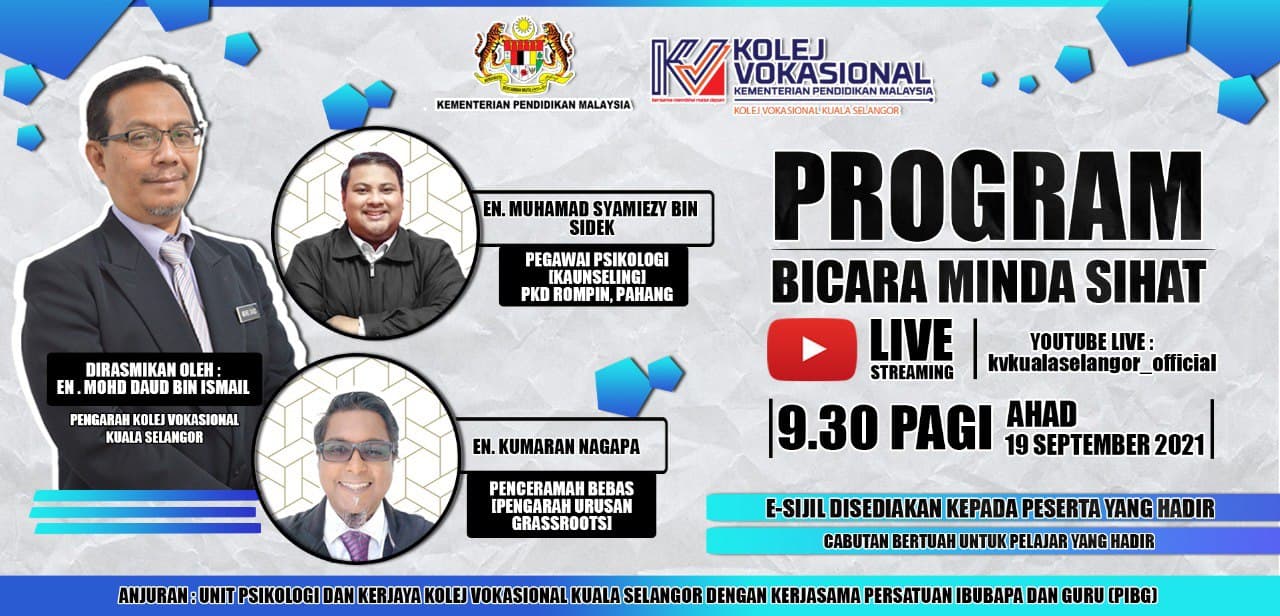 KEMENTERIAN PENDIDIKAN MALAYSIA
KV KOLEJ
VOKASIONAL
KEMENTERIAN PENDIDIKAN MALAYSIA
KOLEJ VOKASIONAL KUALA SELANGOR
EN. MUHAMAD SYAMIEZY BIN
SIDEK
PEGAWAI PSIKOLOGI
[KAUNSELING]
PKD ROMPIN, PAHANG
DIRASMIKAN OLEH :
EN . MOHD DAUD BIN ISMAIL
PENGARAH KOLEJ VOKASIONAL
KUALA SELANGOR
EN. KUMARAN NAGAPA
PENCERAMAH BEBAS
[PENGARAH URUSAN
GRASSROOTS]
PROGRAM
BICARA MINDA SIHAT
LIVE
STREAMING
YOUTUBE LIVE :
kvkualaselangor_official
9.30 PAGI
AHAD
19 SEPTEMBER 2021
E-SIJIL DISEDIAKAN KEPADA PESERTA YANG HADIR
CABUTAN BERTUAH UNTUK PELAJAR YANG HADIR
ANJURAN : UNIT PSIKOLOGI DAN KERJAYA KOLEJ VOKASIONAL KUALA SELANGOR DENGAN KERJASAMA PERSATUAN IBUBAPA DAN GURU (PIBG)